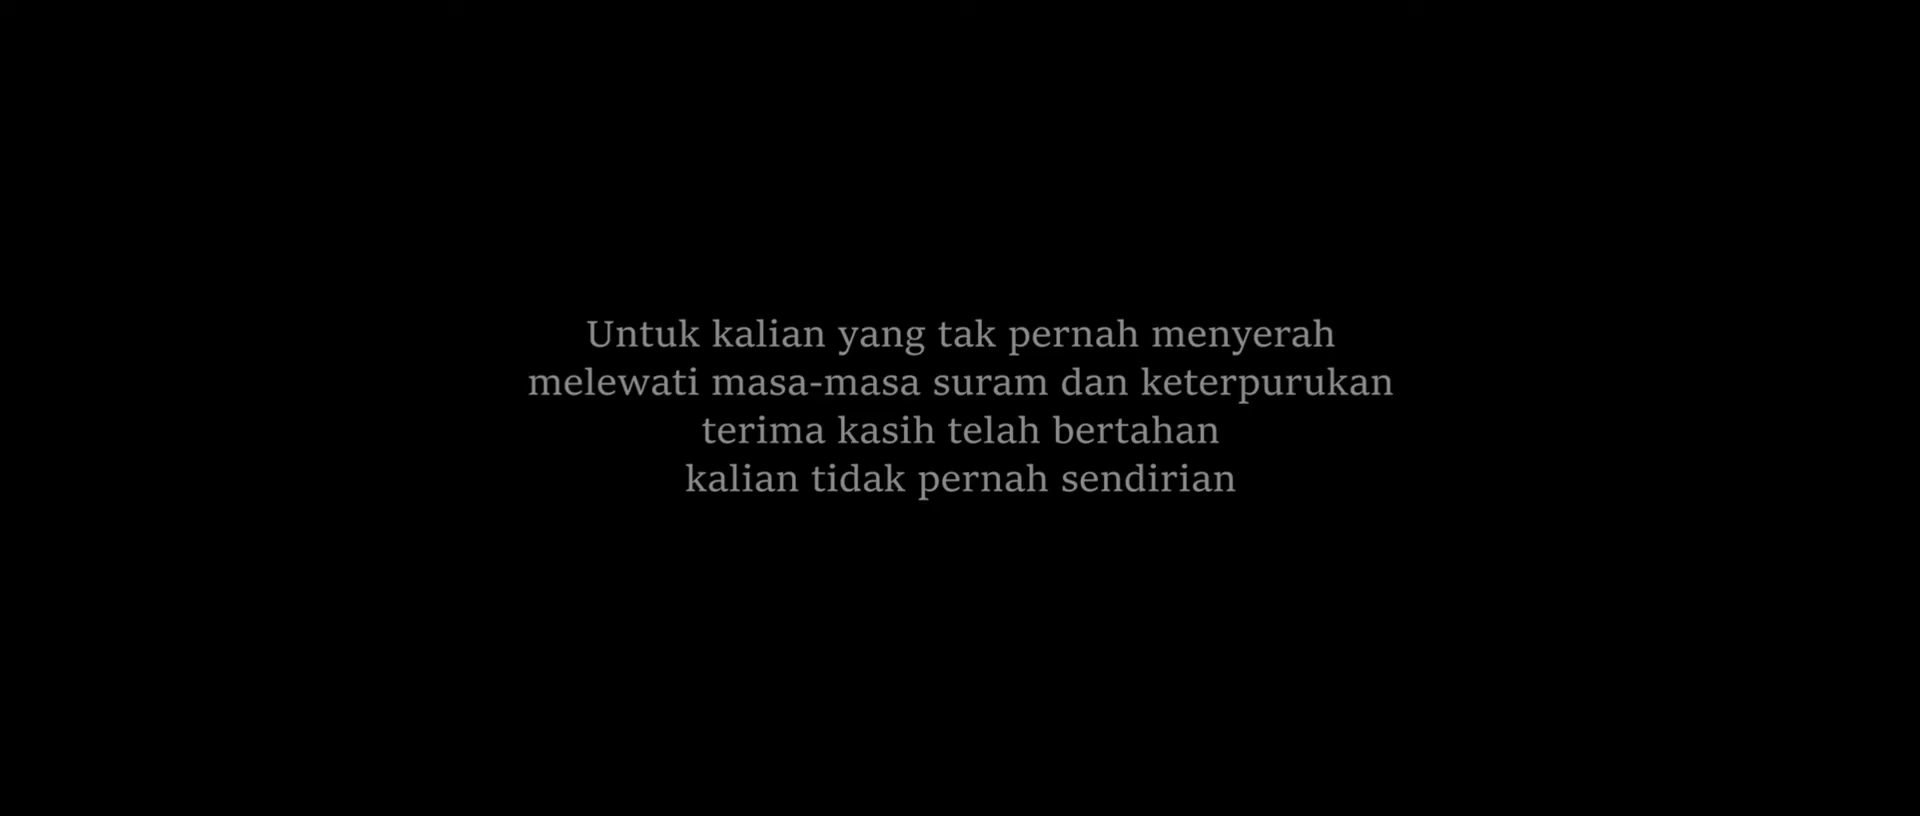 Untuk kalian yang tak pernah menyerah
melewati masa-masa suram dan keterpurukan
terima kasih telah bertahan
kalian tidak pernah sendirian